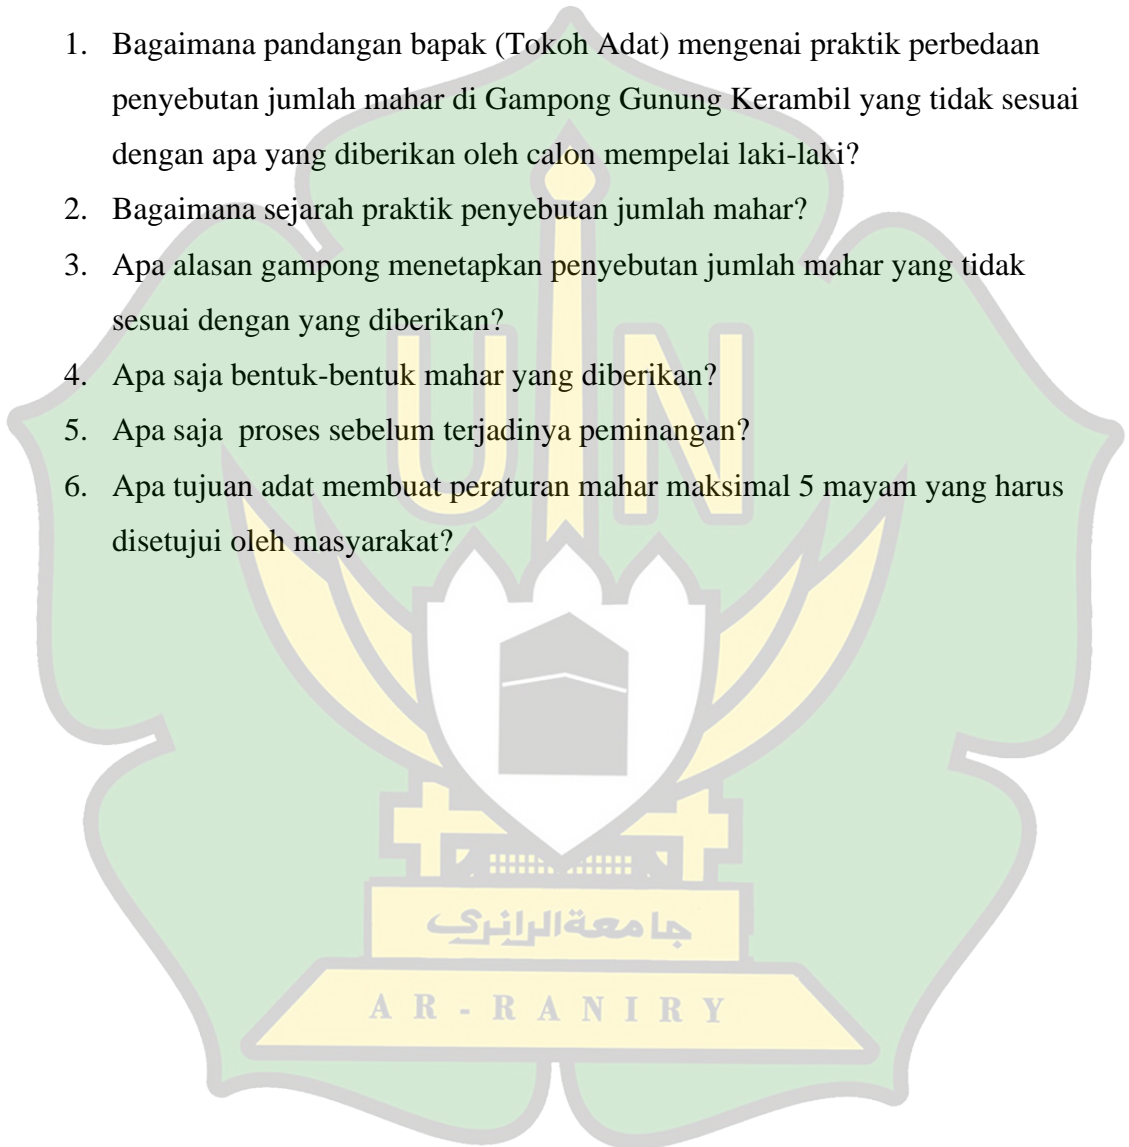 1. Bagaimana pandangan bapak (Tokoh Adat) mengenai praktik perbedaan
penyebutan jumlah mahar di Gampong Gunung Kerambil yang tidak sesuai
dengan apa yang diberikan oleh calon mempelai laki-laki?
2. Bagaimana sejarah praktik penyebutan jumlah mahar?
3. Apa alasan gampong menetapkan penyebutan jumlah mahar yang tidak
sesuai dengan yang diberikan?
4. Apa saja bentuk-bentuk mahar yang diberikan?
5. Apa saja  proses sebelum terjadinya peminangan?
6. Apa tujuan adat membuat peraturan mahar maksimal 5 mayam yang harus
disetujui oleh masyarakat?
UIN
جامعة الرانري
AR-RANIRY